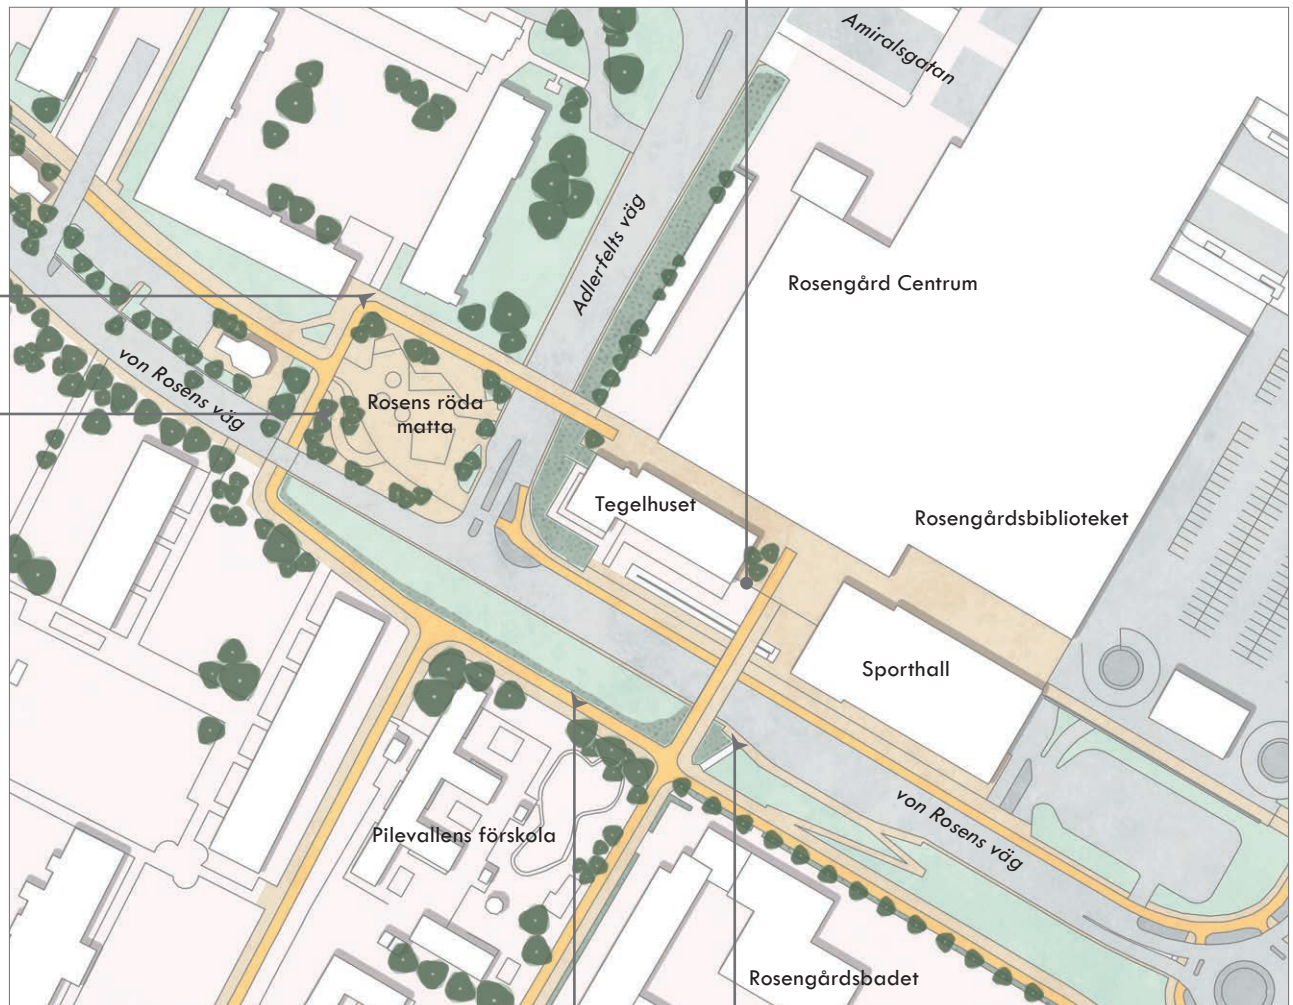 Amiralsgatan
Adlerfelts väg
Rosengård Centrum
von Rosens väg
Rosens röda
matta
Tegelhuset
Rosengårdsbiblioteket
Sporthall
von Rosens väg
Pilevallens förskola
Rosengårdsbadet